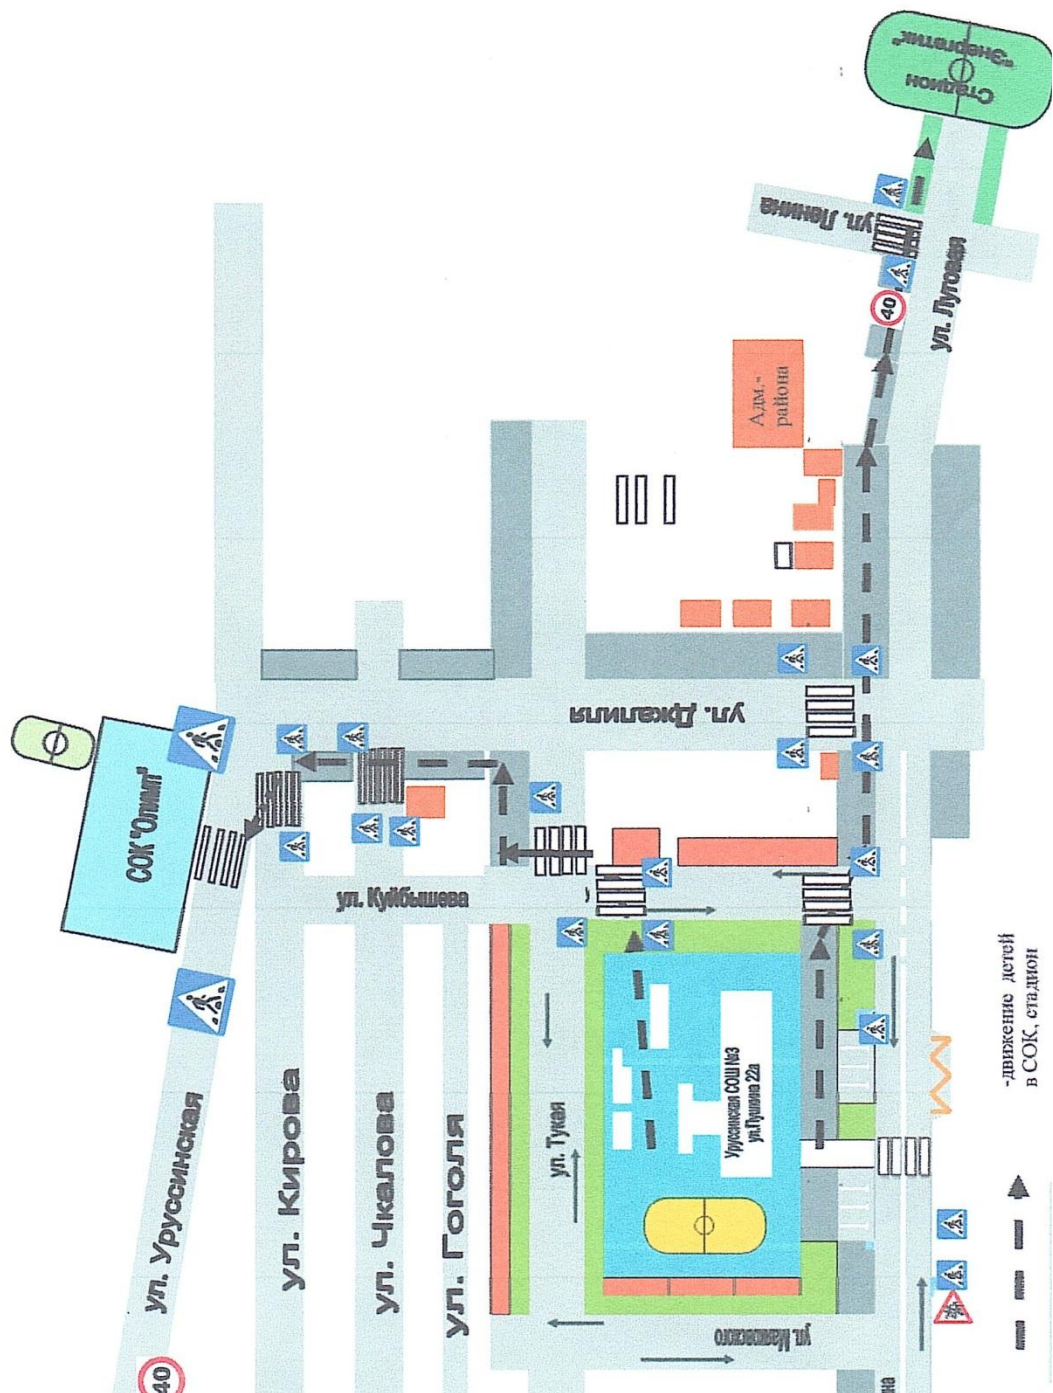 Стадион
"Энергетик"
ул. Ленина
40
ул. Луговая
Адм.-
района
СОК "Олимп"
ул. Джалиля
ул. Куйбышева
ул. Уруссинская
ул. Кирова
ул. Чкалова
ул. Гоголя
ул. Тукая
Уруссинская СОШ №3
ул.Пушкина 22а
ул. Маяковского
40
на
-движение детей
в СОК, стадион